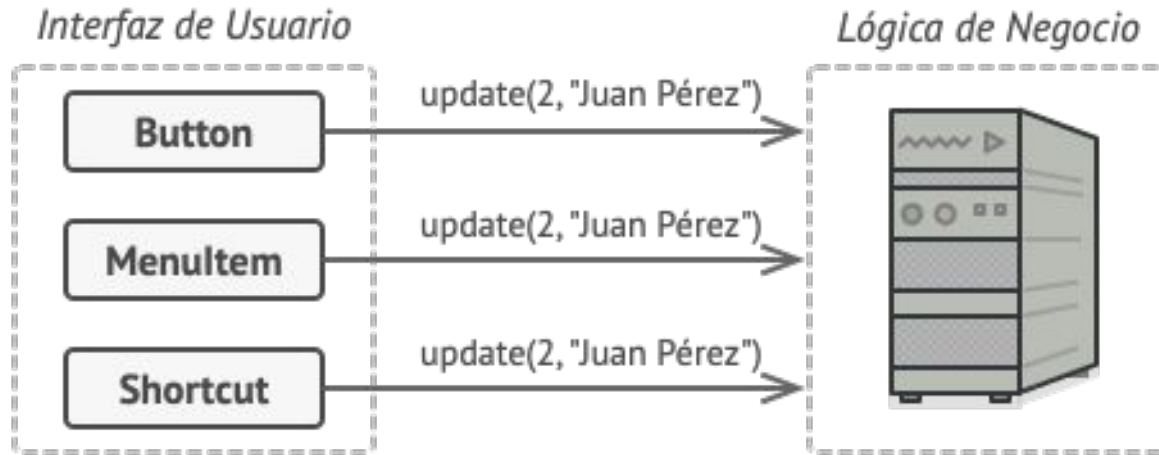 Interfaz de Usuario
Lógica de Negocio
Button
update(2, "Juan Pérez")
MenuItem
update(2, "Juan Pérez")
Shortcut
update(2, "Juan Pérez")